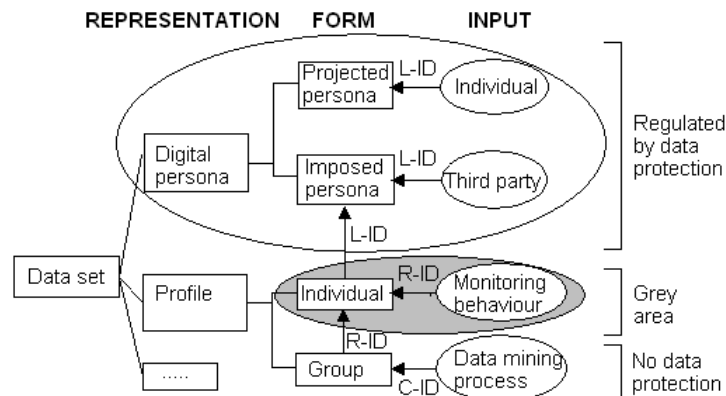 REPRESENTATION FORM INPUT
Projected
persona
L-ID
Individual
Digital
persona
Imposed
persona
L-ID
Third party
Regulated
by data
protection
L-ID
Data set
Profile
Individual
R-ID
Monitoring
behaviour
Grey
area
R-ID
.....
Group
C-ID
Data mining
process
No data
protection